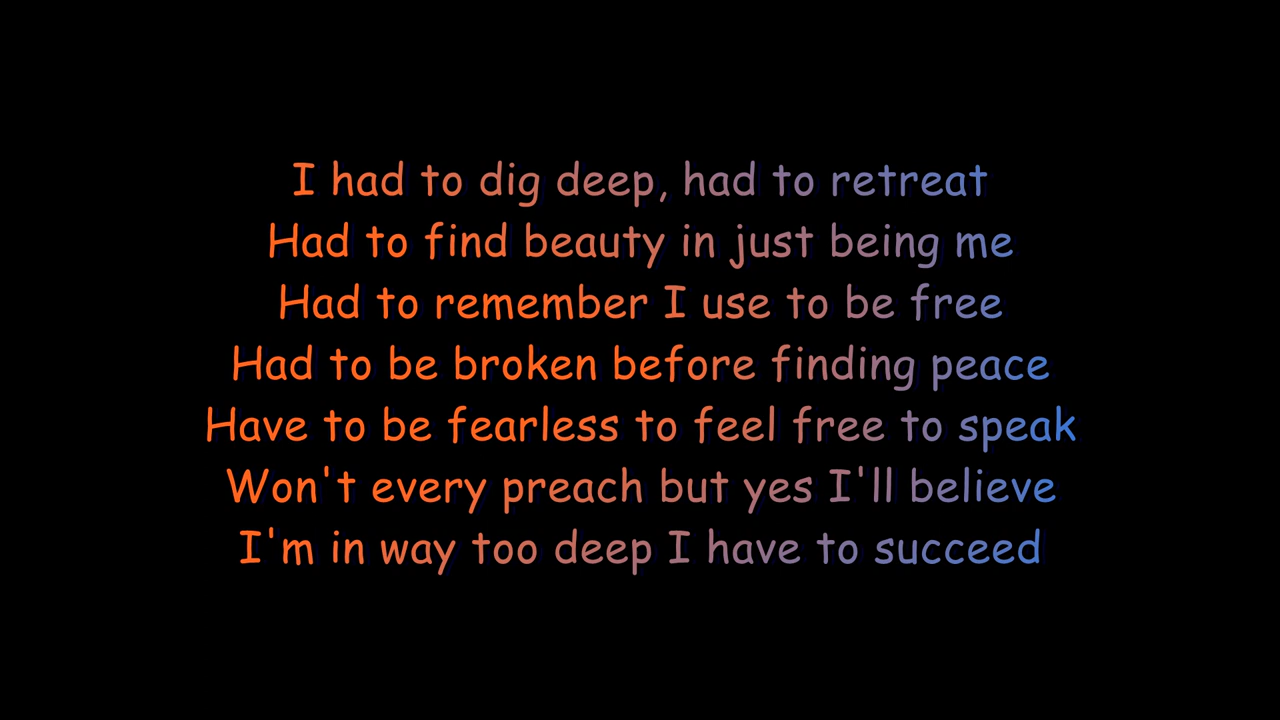 I had to dig deep, had to retreat
Had to find beauty in just being me
Had to remember I use to be free
Had to be broken before finding peace
Have to be fearless to feel free to speak
Won't every preach but yes I'll believe
I'm in way too deep I have to succeed